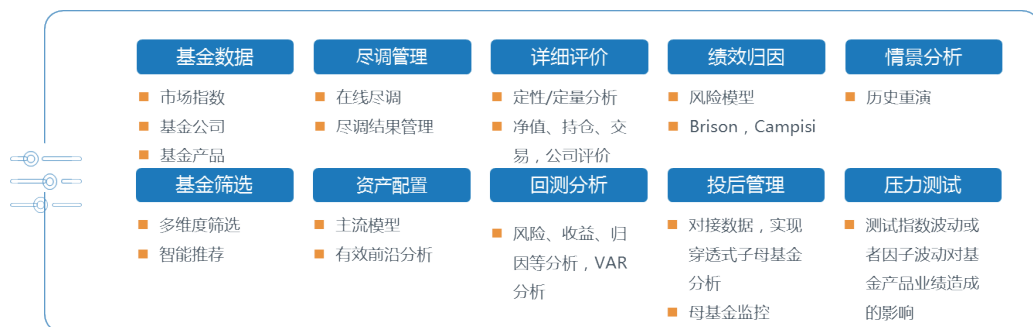 基金数据
市场指数
基金公司
基金产品
尽调管理
在线尽调
尽调结果管理
详细评价
定性/定量分析
净值、持仓、交
易，公司评价
绩效归因
风险模型
Brison，Campisi
情景分析
历史重演
基金筛选
多维度筛选
智能推荐
资产配置
主流模型
有效前沿分析
回测分析
风险、收益、归
因等分析，VAR
分析
投后管理
对接数据，实现
穿透式子母基金
分析
母基金监控
压力测试
测试指数波动或
者因子波动对基
金产品业绩造成
的影响